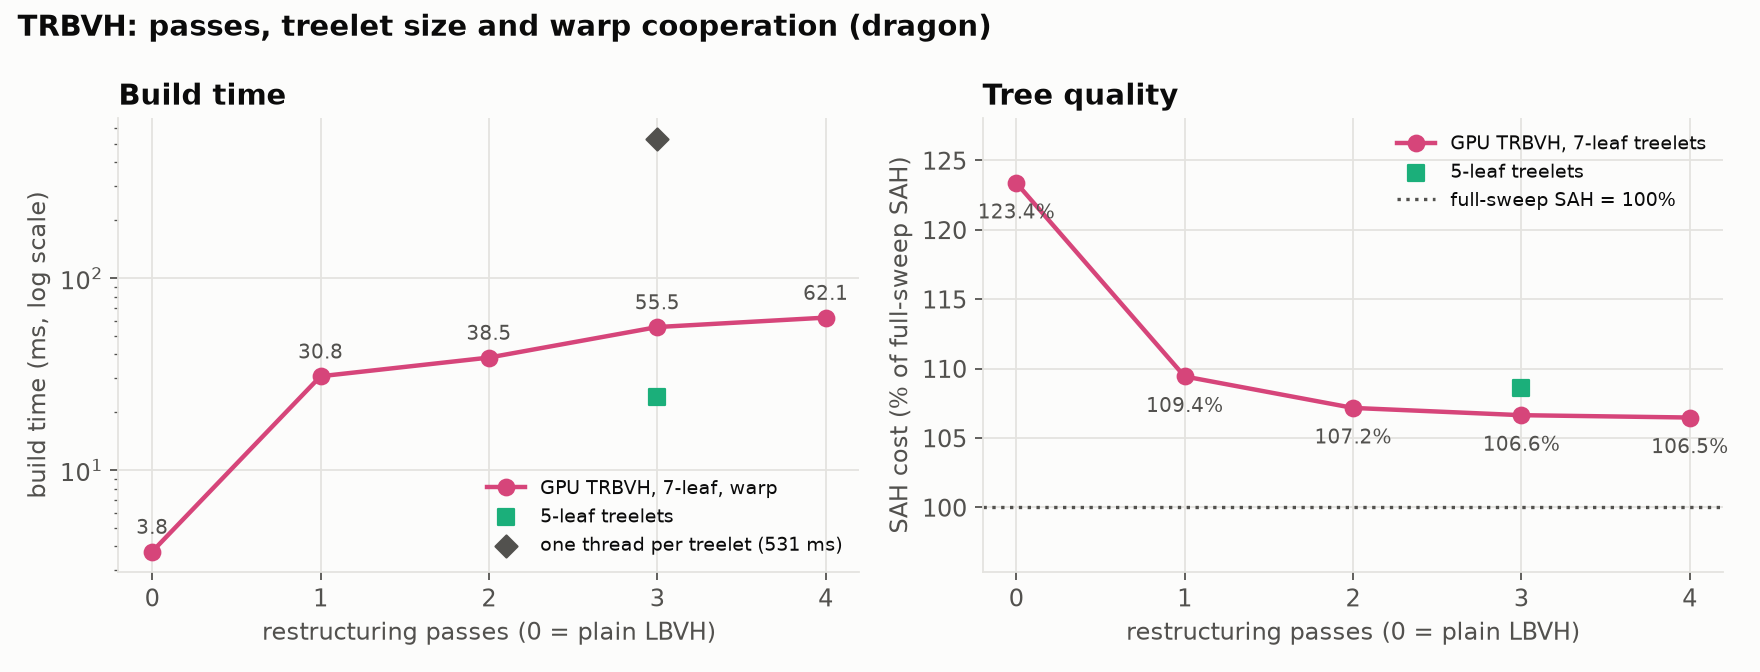 TRBVH: passes, treelet size and warp cooperation (dragon)
Build time
build time (ms, log scale)
10²
10¹
3.8
30.8
38.5
55.5
62.1
GPU TRBVH, 7-leaf, warp
5-leaf treelets
one thread per treelet (531 ms)
0 1 2 3 4
restructuring passes (0 = plain LBVH)
Tree quality
SAH cost (% of full-sweep SAH)
125
120
115
110
105
100
123.4%
109.4%
107.2%
106.6%
106.5%
GPU TRBVH, 7-leaf treelets
5-leaf treelets
full-sweep SAH = 100%
0 1 2 3 4
restructuring passes (0 = plain LBVH)